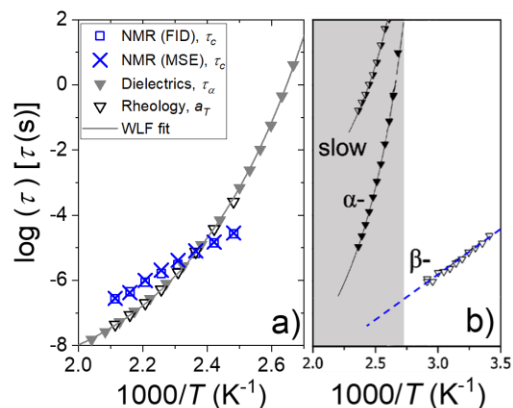 NMR (FID), τc
NMR (MSE), τc
Dielectrics, τα
Rheology, aT
WLF fit
log (τ) [τ(s)]
2
0
-2
-4
-6
-8
2.0 2.2 2.4 2.6
1000/T (K-1)
a)
slow
α-
β-
b)
2.0 2.5 3.0 3.5
1000/T (K-1)